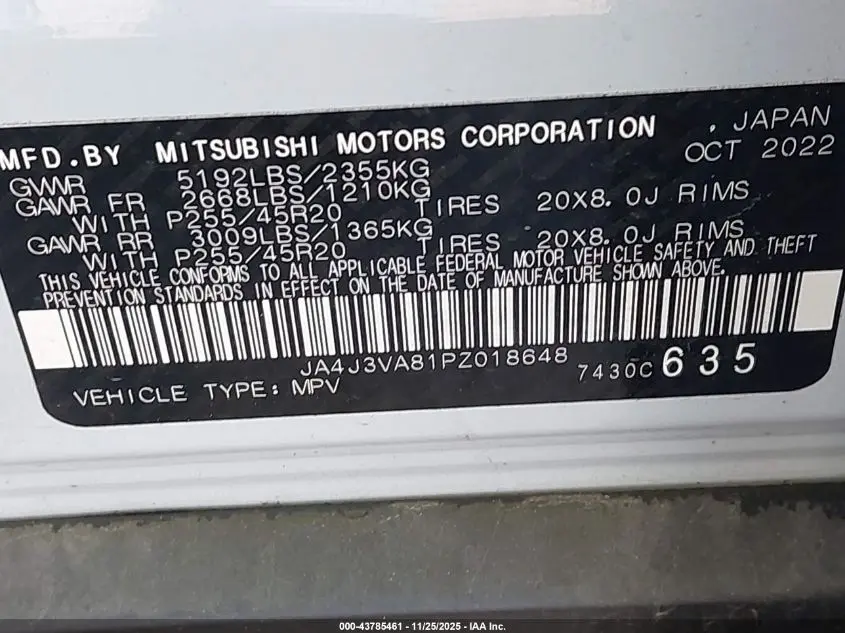 MFD.BY MITSUBISHI MOTORS CORPORATION , JAPAN
OCT 2022
GVWR 5192LBS/2355KG
GAWR FR 2668LBS/1210KG
WITH P255/45R20 TIRES 20X8.0J RIMS
GAWR RR 3009LBS/1365KG
WITH P255/45R20 TIRES 20X8.0J RIMS
THIS VEHICLE CONFORMS TO ALL APPLICABLE FEDERAL MOTOR VEHICLE SAFETY AND THEFT
PREVENTION STANDARDS IN EFFECT ON THE DATE OF MANUFACTURE SHOWN ABOVE.
JA4J3VA81PZ018648
7430C 635
VEHICLE TYPE: MPV
000-43785461 - 11/25/2025 - IAA Inc.